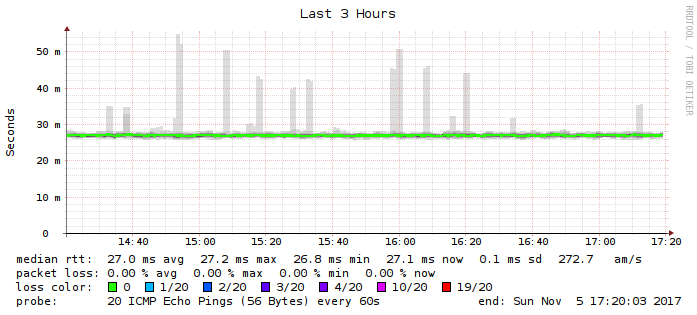 Last 3 Hours
RRDTOOL / TOBI OETIKER
Seconds
50 m
40 m
30 m
20 m
10 m
0
14:40 15:00 15:20 15:40 16:00 16:20 16:40 17:00 17:20
median rtt: 27.0 ms avg 27.2 ms max 26.8 ms min 27.1 ms now 0.1 ms sd 272.7 am/s
packet loss: 0.00 % avg 0.00 % max 0.00 % min 0.00 % now
loss color: 0 1/20 2/20 3/20 4/20 10/20 19/20
probe: 20 ICMP Echo Pings (56 Bytes) every 60s end: Sun Nov 5 17:20:03 2017